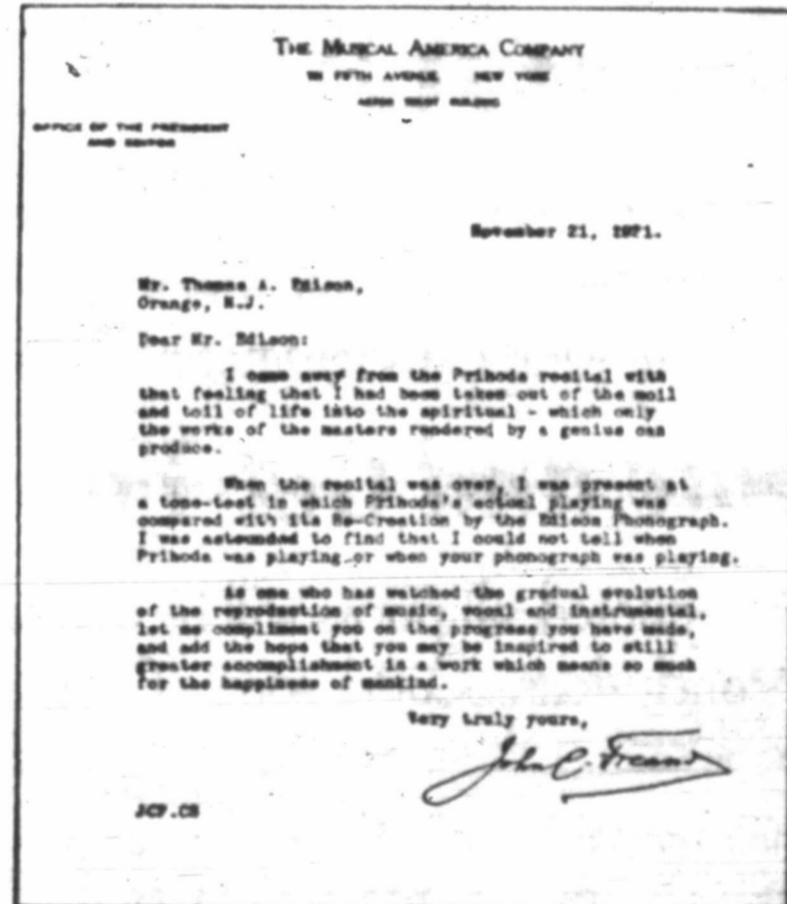 THE MUSICAL AMERICA COMPANY
FIFTH AVENUE NEW YORK
BUILDING
OFFICE OF THE PRESIDENT
AND EDITOR
November 21, 1921.
Mr. Thomas A. Edison,
Orange, N.J.
Dear Mr. Edison:
I came away from the Prihoda recital with
that feeling that I had been taken out of the moil
and toil of life into the spiritual - which only
the works of the masters rendered by a genius can
produce.
When the recital was over, I was present at
a tone-test in which Prihoda's actual playing was
compared with its Re-Creation by the Edison Phonograph.
I was astounded to find that I could not tell when
Prihoda was playing or when your phonograph was playing.
As one who has watched the gradual evolution
of the reproduction of music, vocal and instrumental,
let me compliment you on the progress you have made,
and add the hope that you may be inspired to still
greater accomplishment in a work which means so much
for the happiness of mankind.
Very truly yours,
John C. Freund
JCF.CS